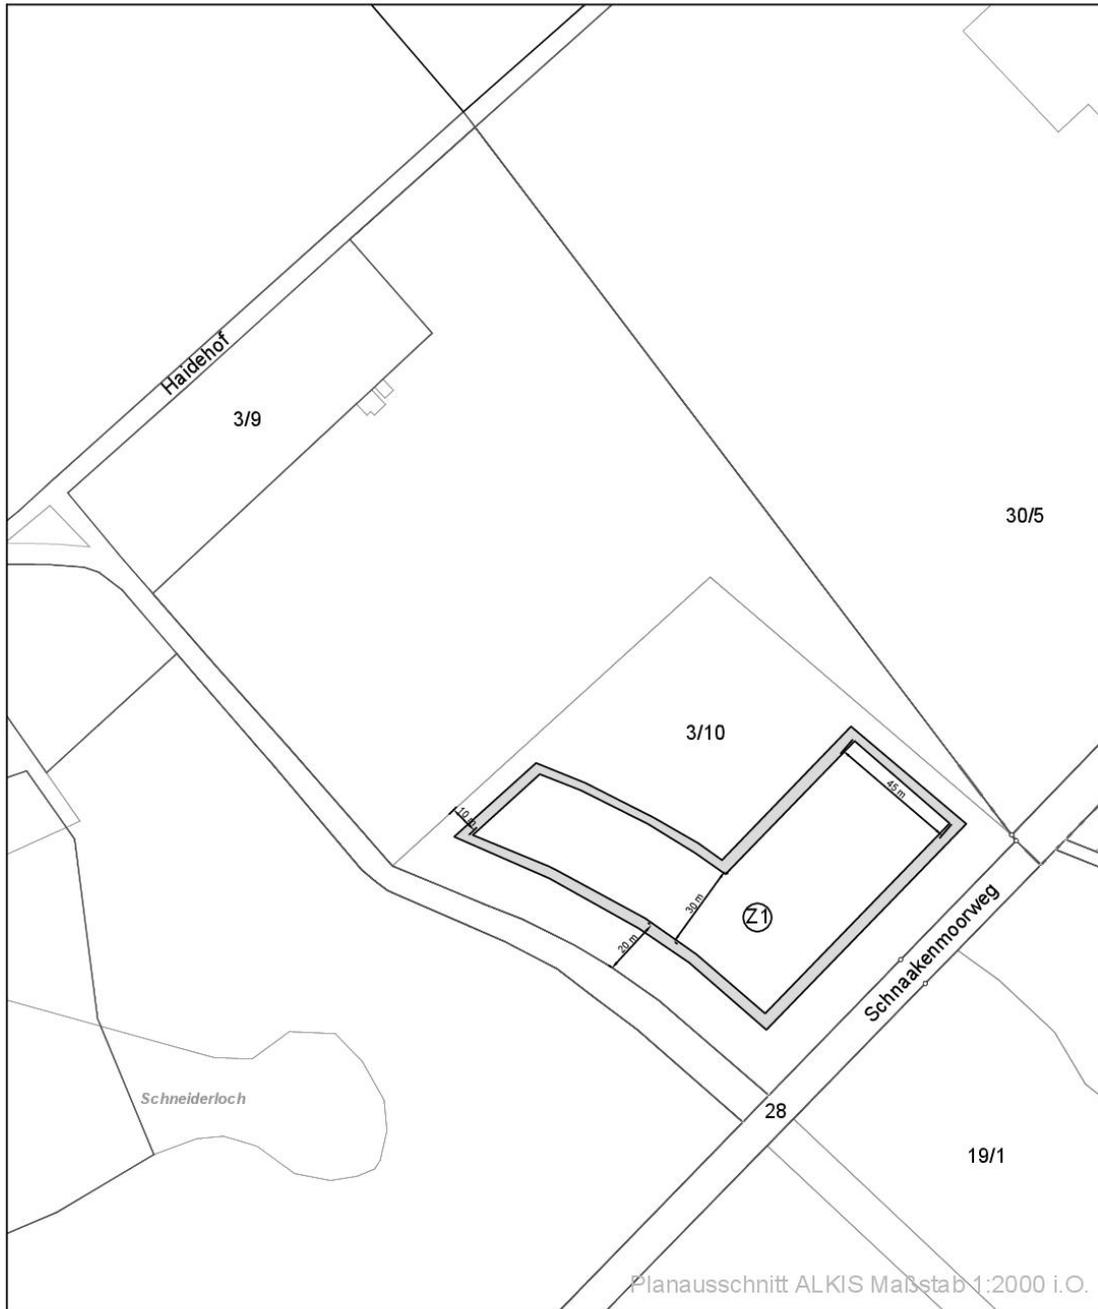 Haidehof
3/9
30/5
3/10
45 m
10 m
30 m
Z1
20 m
Schnaakenmoorweg
Schneiderloch
28
19/1
Planausschnitt ALKIS Maßstab 1:2000 i.O.